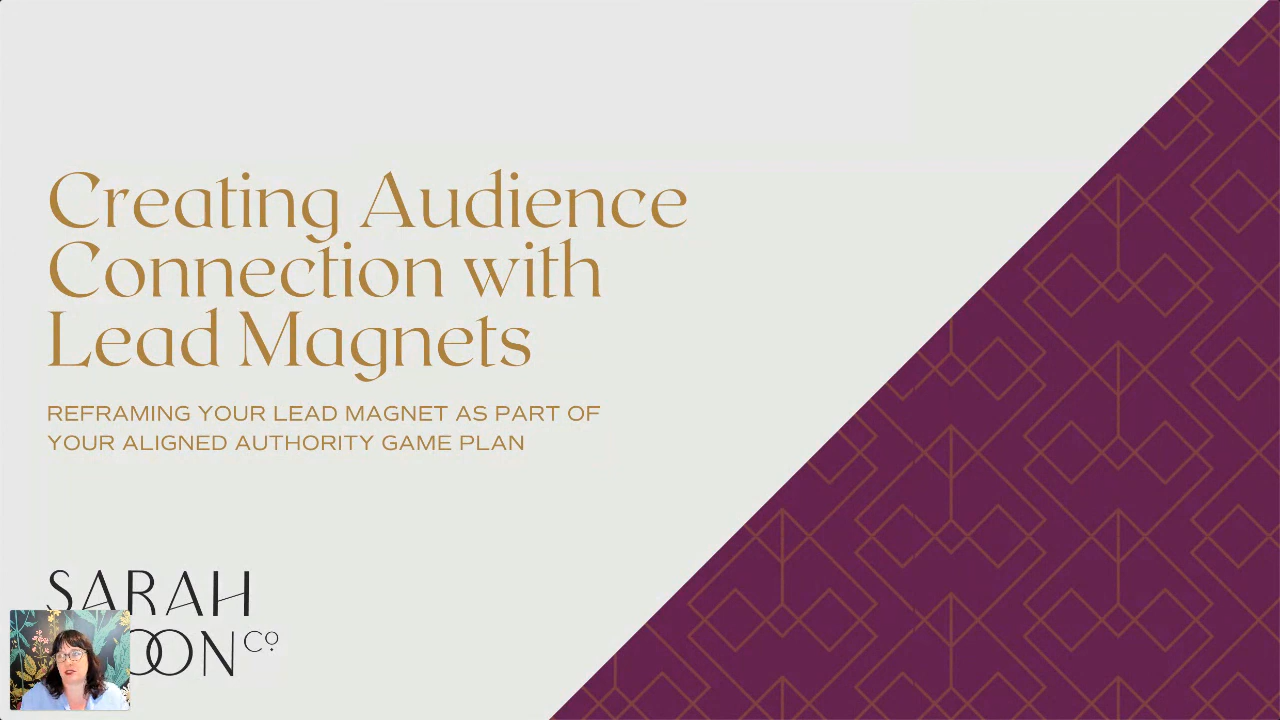 Creating Audience
Connection with
Lead Magnets
REFRAMING YOUR LEAD MAGNET AS PART OF
YOUR ALIGNED AUTHORITY GAME PLAN
SARAH
OON CO